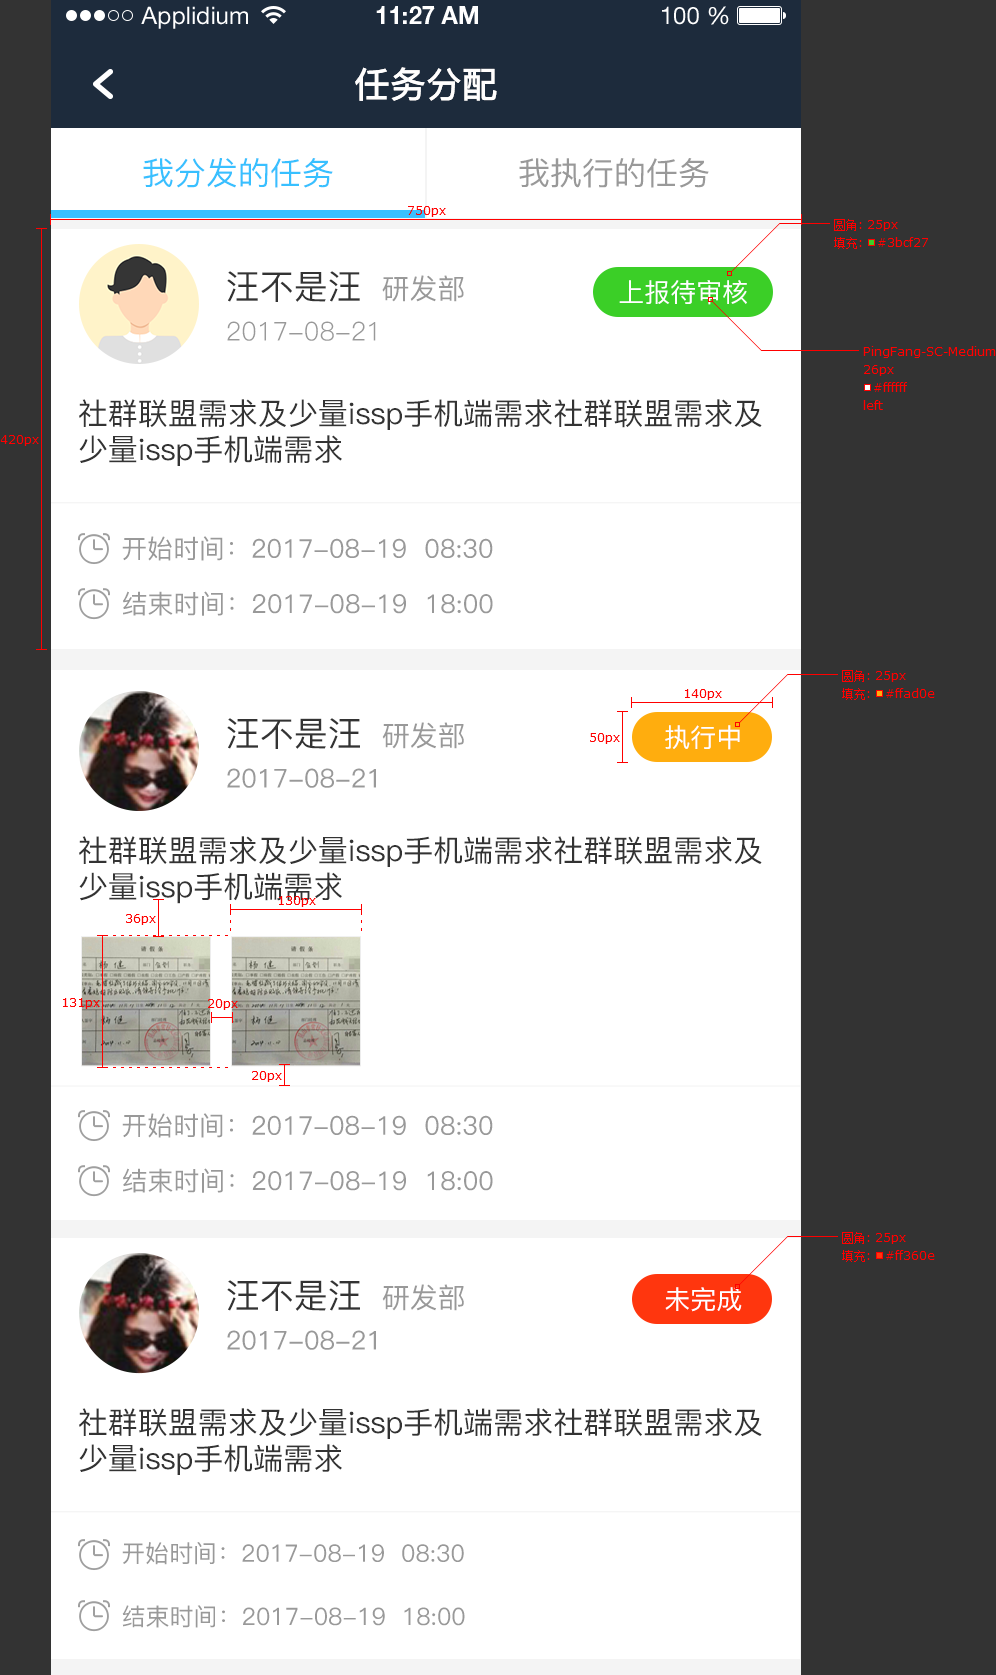 Applidium 11:27 AM 100 %
任务分配
我分发的任务 我执行的任务
750px
圆角: 25px
填充: #3bcf27
汪不是汪 研发部 上报待审核
2017-08-21
PingFang-SC-Medium
26px
#ffffff
left
420px
社群联盟需求及少量issp手机端需求社群联盟需求及
少量issp手机端需求
开始时间: 2017-08-19 08:30
结束时间: 2017-08-19 18:00
圆角: 25px
填充: #ffad0e
140px
50px
汪不是汪 研发部 执行中
2017-08-21
社群联盟需求及少量issp手机端需求社群联盟需求及
少量issp手机端需求
130px
36px
请假条 请假条
杨健 杨健
131px
20px
20px
开始时间: 2017-08-19 08:30
结束时间: 2017-08-19 18:00
圆角: 25px
填充: #ff360e
汪不是汪 研发部 未完成
2017-08-21
社群联盟需求及少量issp手机端需求社群联盟需求及
少量issp手机端需求
开始时间: 2017-08-19 08:30
结束时间: 2017-08-19 18:00